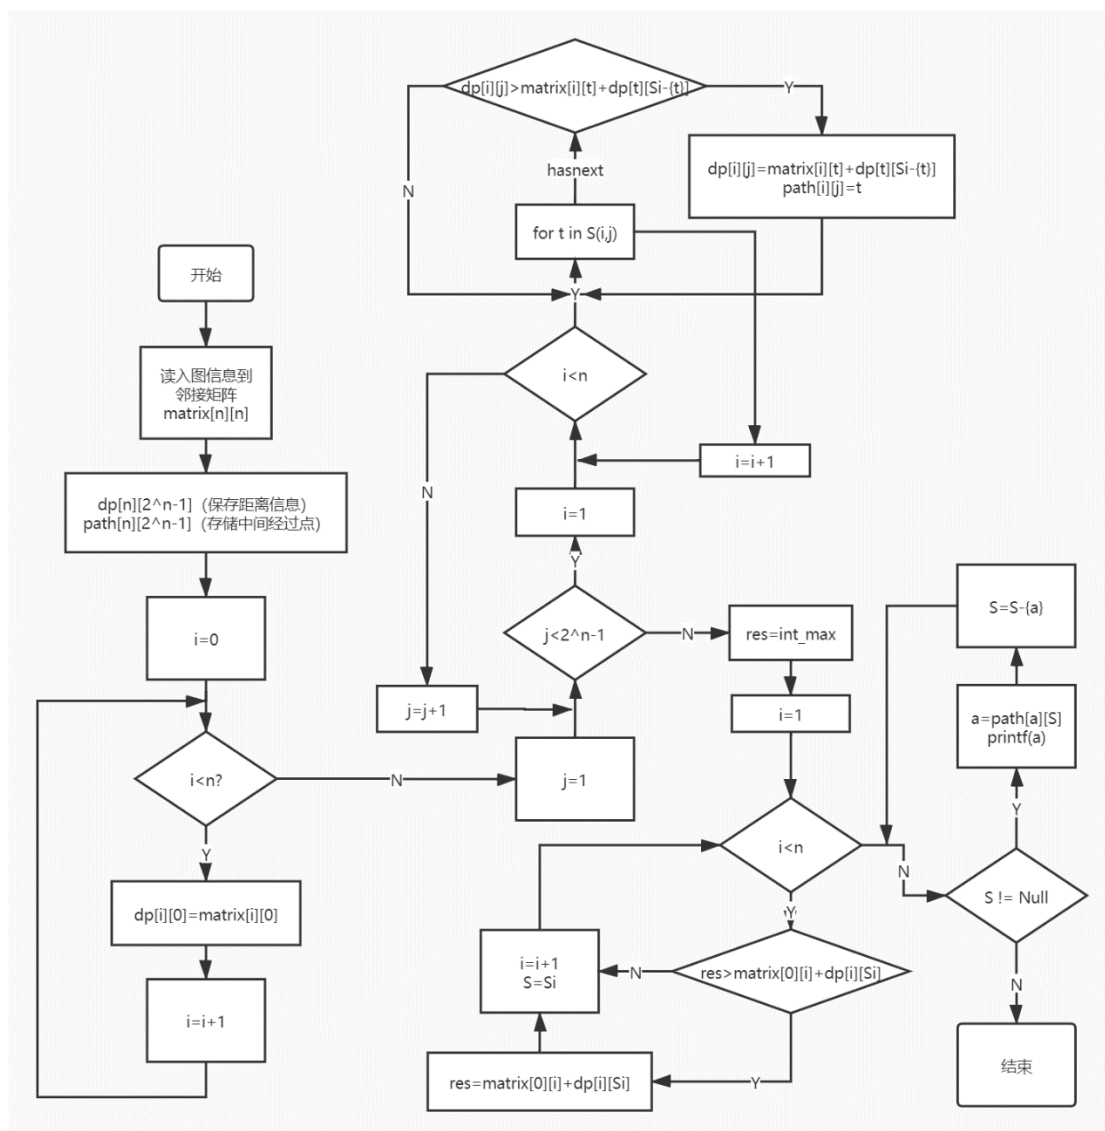 开始
读入图信息到
邻接矩阵
matrix[n][n]
dp[n][2^n-1]（保存距离信息）
path[n][2^n-1]（存储中间经过点）
i=0
i<n?
N
Y
dp[i][0]=matrix[i][0]
i=i+1
j=1
j<2^n-1
Y
N
i=1
i<n
N
j=j+1
Y
for t in S(i,j)
hasnext
i=i+1
dp[i][j]>matrix[i][t]+dp[t][Si-{t}]
N
Y
dp[i][j]=matrix[i][t]+dp[t][Si-{t}]
path[i][j]=t
res=int_max
i=1
i<n
Y
N
res>matrix[0][i]+dp[i][Si]
N
Y
res=matrix[0][i]+dp[i][Si]
i=i+1
S=Si
S != Null
Y
a=path[a][S]
printf(a)
S=S-{a}
N
结束